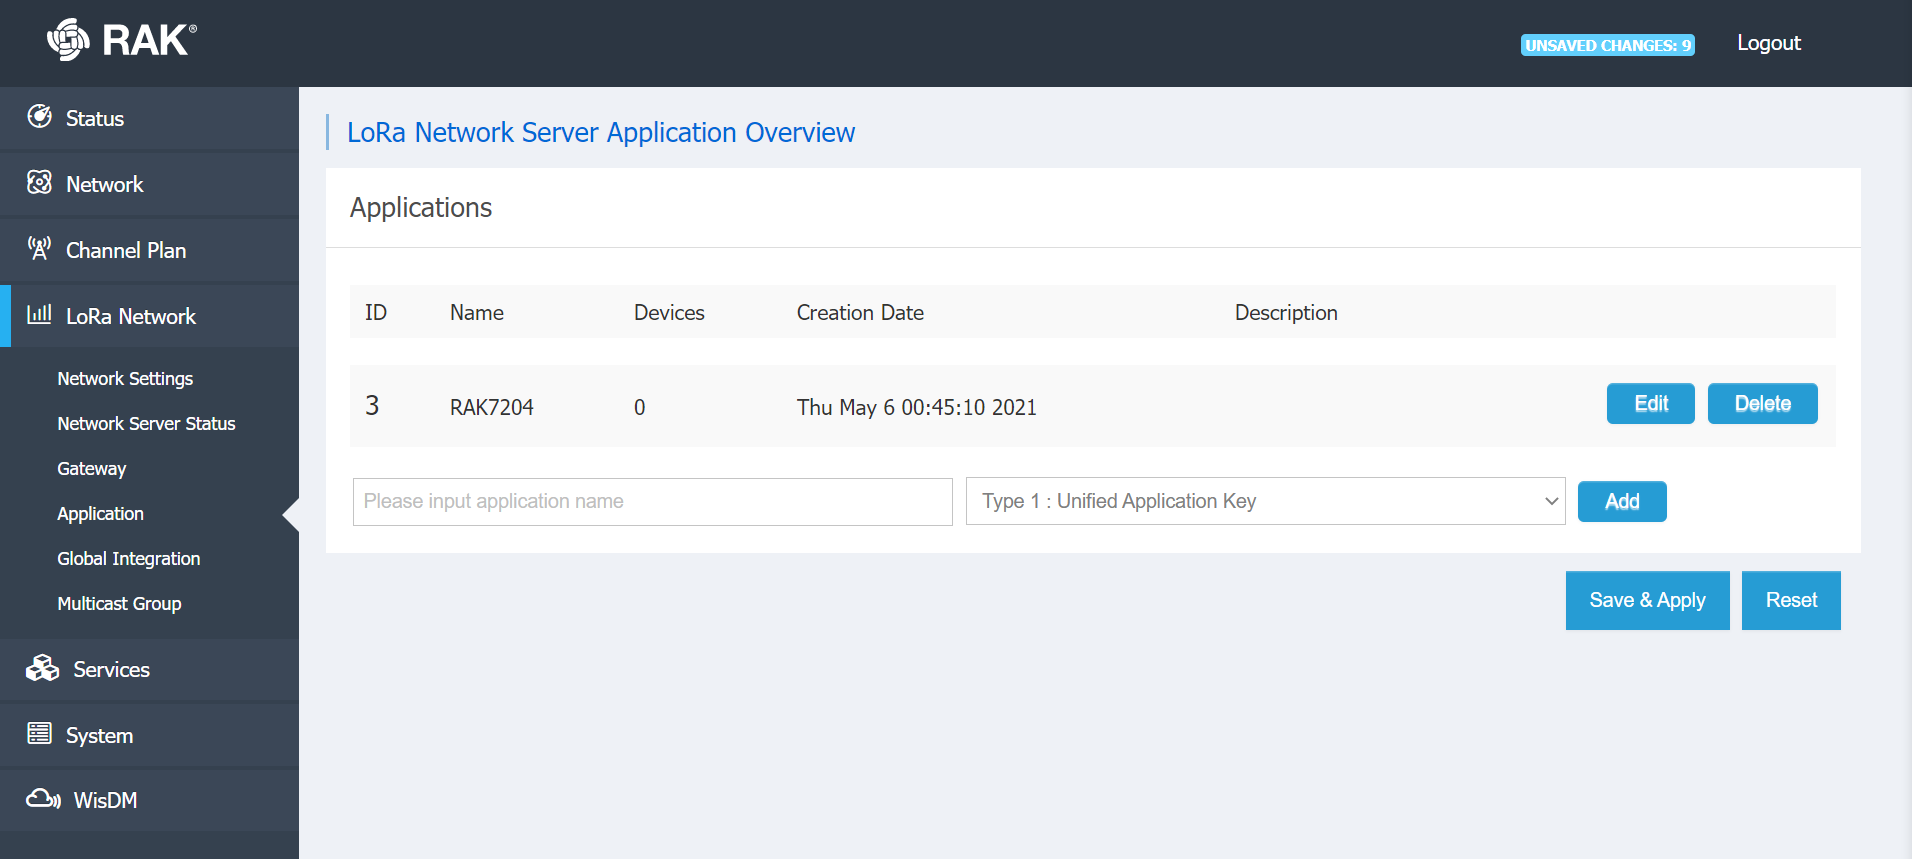 RAK®
UNSAVED CHANGES: 9
Logout
Status
Network
Channel Plan
LoRa Network
Network Settings
Network Server Status
Gateway
Application
Global Integration
Multicast Group
Services
System
WisDM
LoRa Network Server Application Overview
Applications
ID Name Devices Creation Date Description
3 RAK7204 0 Thu May 6 00:45:10 2021 Edit Delete
Please input application name Type 1 : Unified Application Key Add
Save & Apply Reset